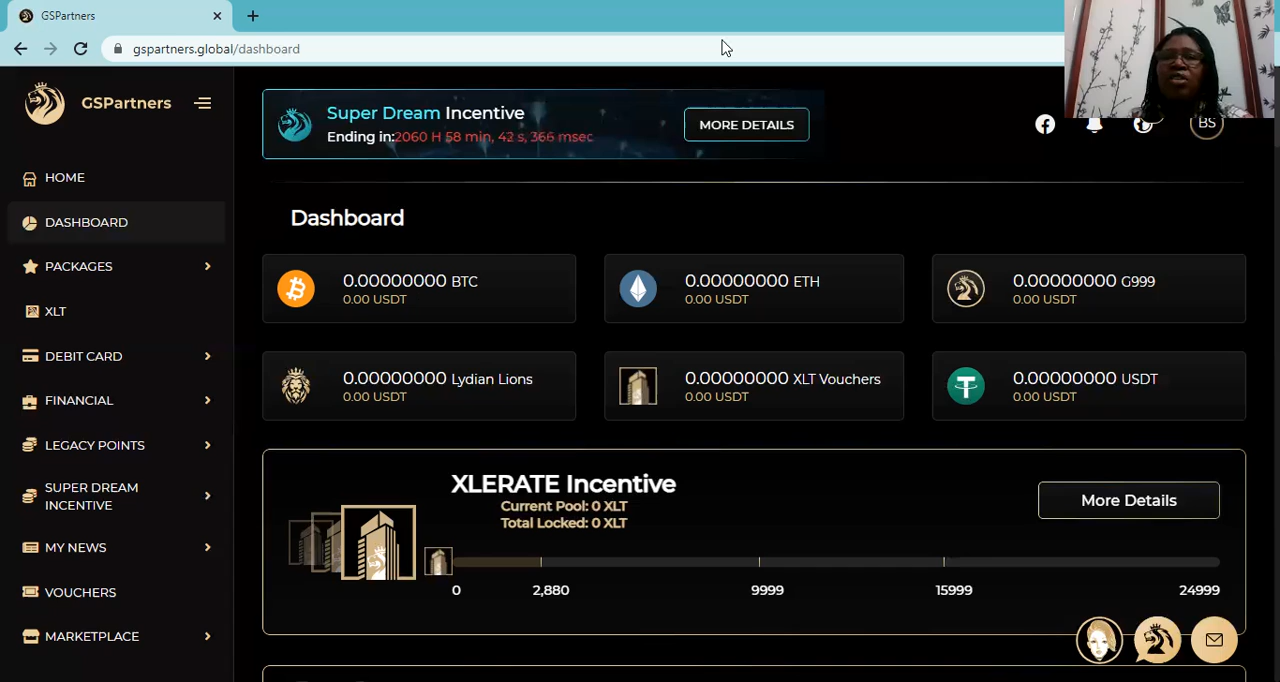 GSPartners
gspartners.global/dashboard
GSPartners
Super Dream Incentive
Ending in:2060 H 58 min, 42 s, 366 msec
MORE DETAILS
BS
HOME
DASHBOARD
PACKAGES
XLT
DEBIT CARD
FINANCIAL
LEGACY POINTS
SUPER DREAM
INCENTIVE
MY NEWS
VOUCHERS
MARKETPLACE
Dashboard
0.00000000 BTC
0.00 USDT
0.00000000 ETH
0.00 USDT
0.00000000 G999
0.00 USDT
0.00000000 Lydian Lions
0.00 USDT
0.00000000 XLT Vouchers
0.00 USDT
0.00000000 USDT
0.00 USDT
XLERATE Incentive
Current Pool: 0 XLT
Total Locked: 0 XLT
More Details
0 2,880 9999 15999 24999